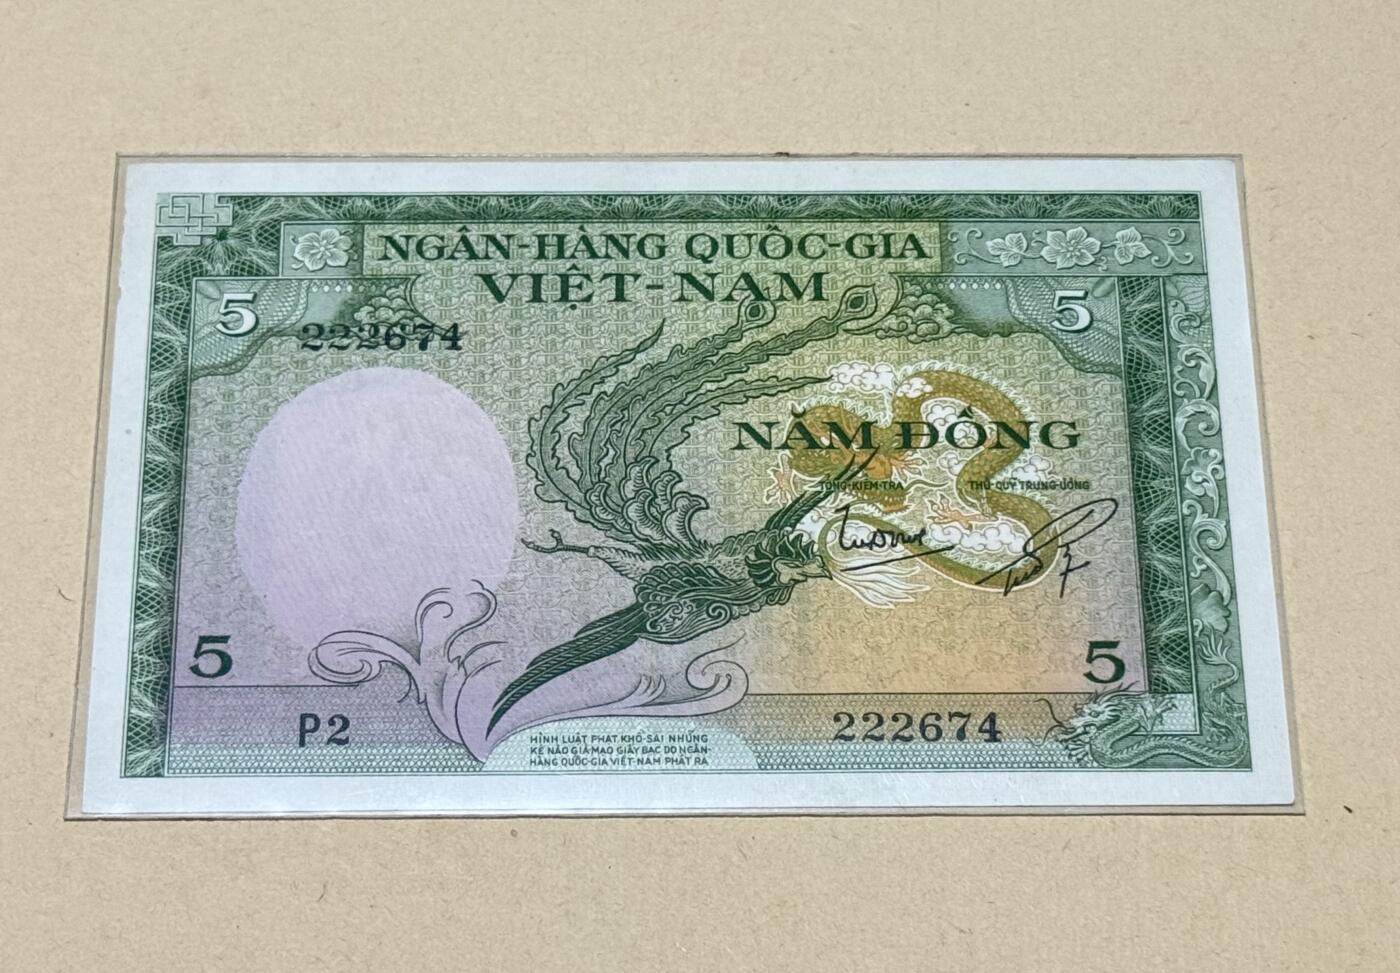 NGÂN-HÀNG QUỐC-GIA
VIỆT-NAM
5
5
222674
NĂM ĐỒNG
TỔNG-KIỂM-TRA
THỦ-QUỸ TRUNG-ƯƠNG
5
5
P2
222674
HÌNH LUẬT PHẠT KHỔ-SAI NHỮNG
KẺ NÀO GIẢ-MẠO GIẤY BẠC DO NGÂN-
HÀNG QUỐC-GIA VIỆT-NAM PHÁT RA